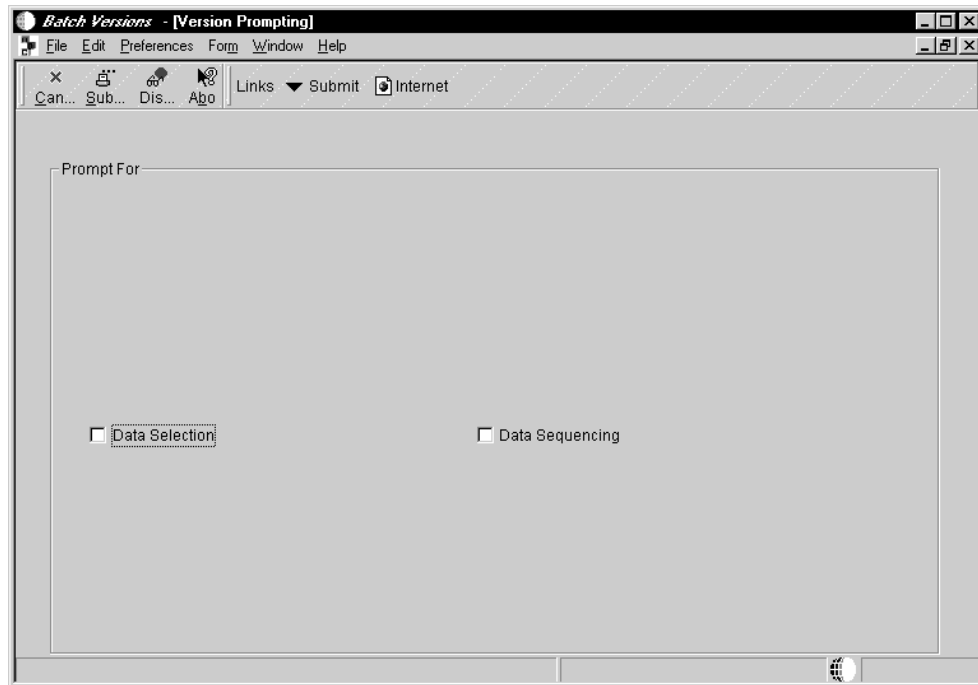 Batch Versions - [Version Prompting]
File Edit Preferences Form Window Help
Can... Sub... Dis... Abo Links Submit Internet
Prompt For
Data Selection Data Sequencing